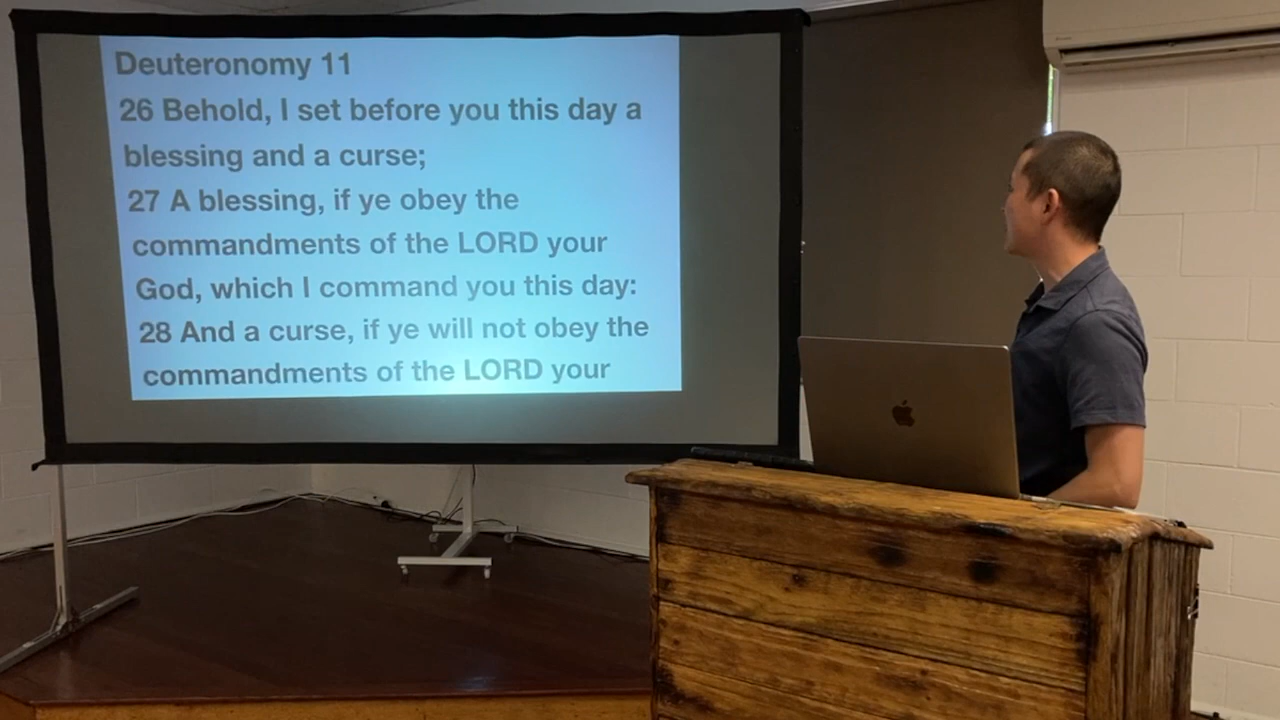 Deuteronomy 11
26 Behold, I set before you this day a
blessing and a curse;
27 A blessing, if ye obey the
commandments of the LORD your
God, which I command you this day:
28 And a curse, if ye will not obey the
commandments of the LORD your